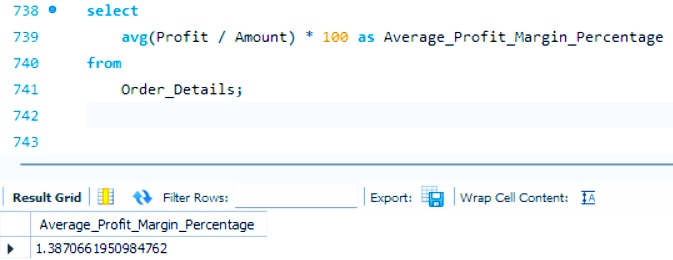 738 select
739 avg(Profit / Amount) * 100 as Average_Profit_Margin_Percentage
740 from
741 Order_Details;
742
743
Result Grid Filter Rows: Export: Wrap Cell Content:
Average_Profit_Margin_Percentage
1.3870661950984762